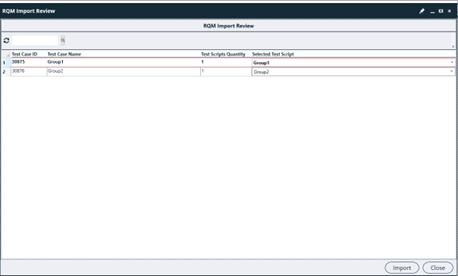 RQM Import Review
RQM Import Review
Test Case ID Test Case Name Test Scripts Quantity Selected Test Script
1 30875 Group1 1 Group1
2 30876 Group2 1 Group2
Import Close